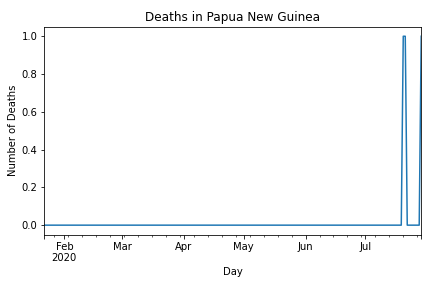 Deaths in Papua New Guinea
1.0
0.8
0.6
0.4
0.2
0.0
Number of Deaths
Feb Mar Apr May Jun Jul
2020
Day